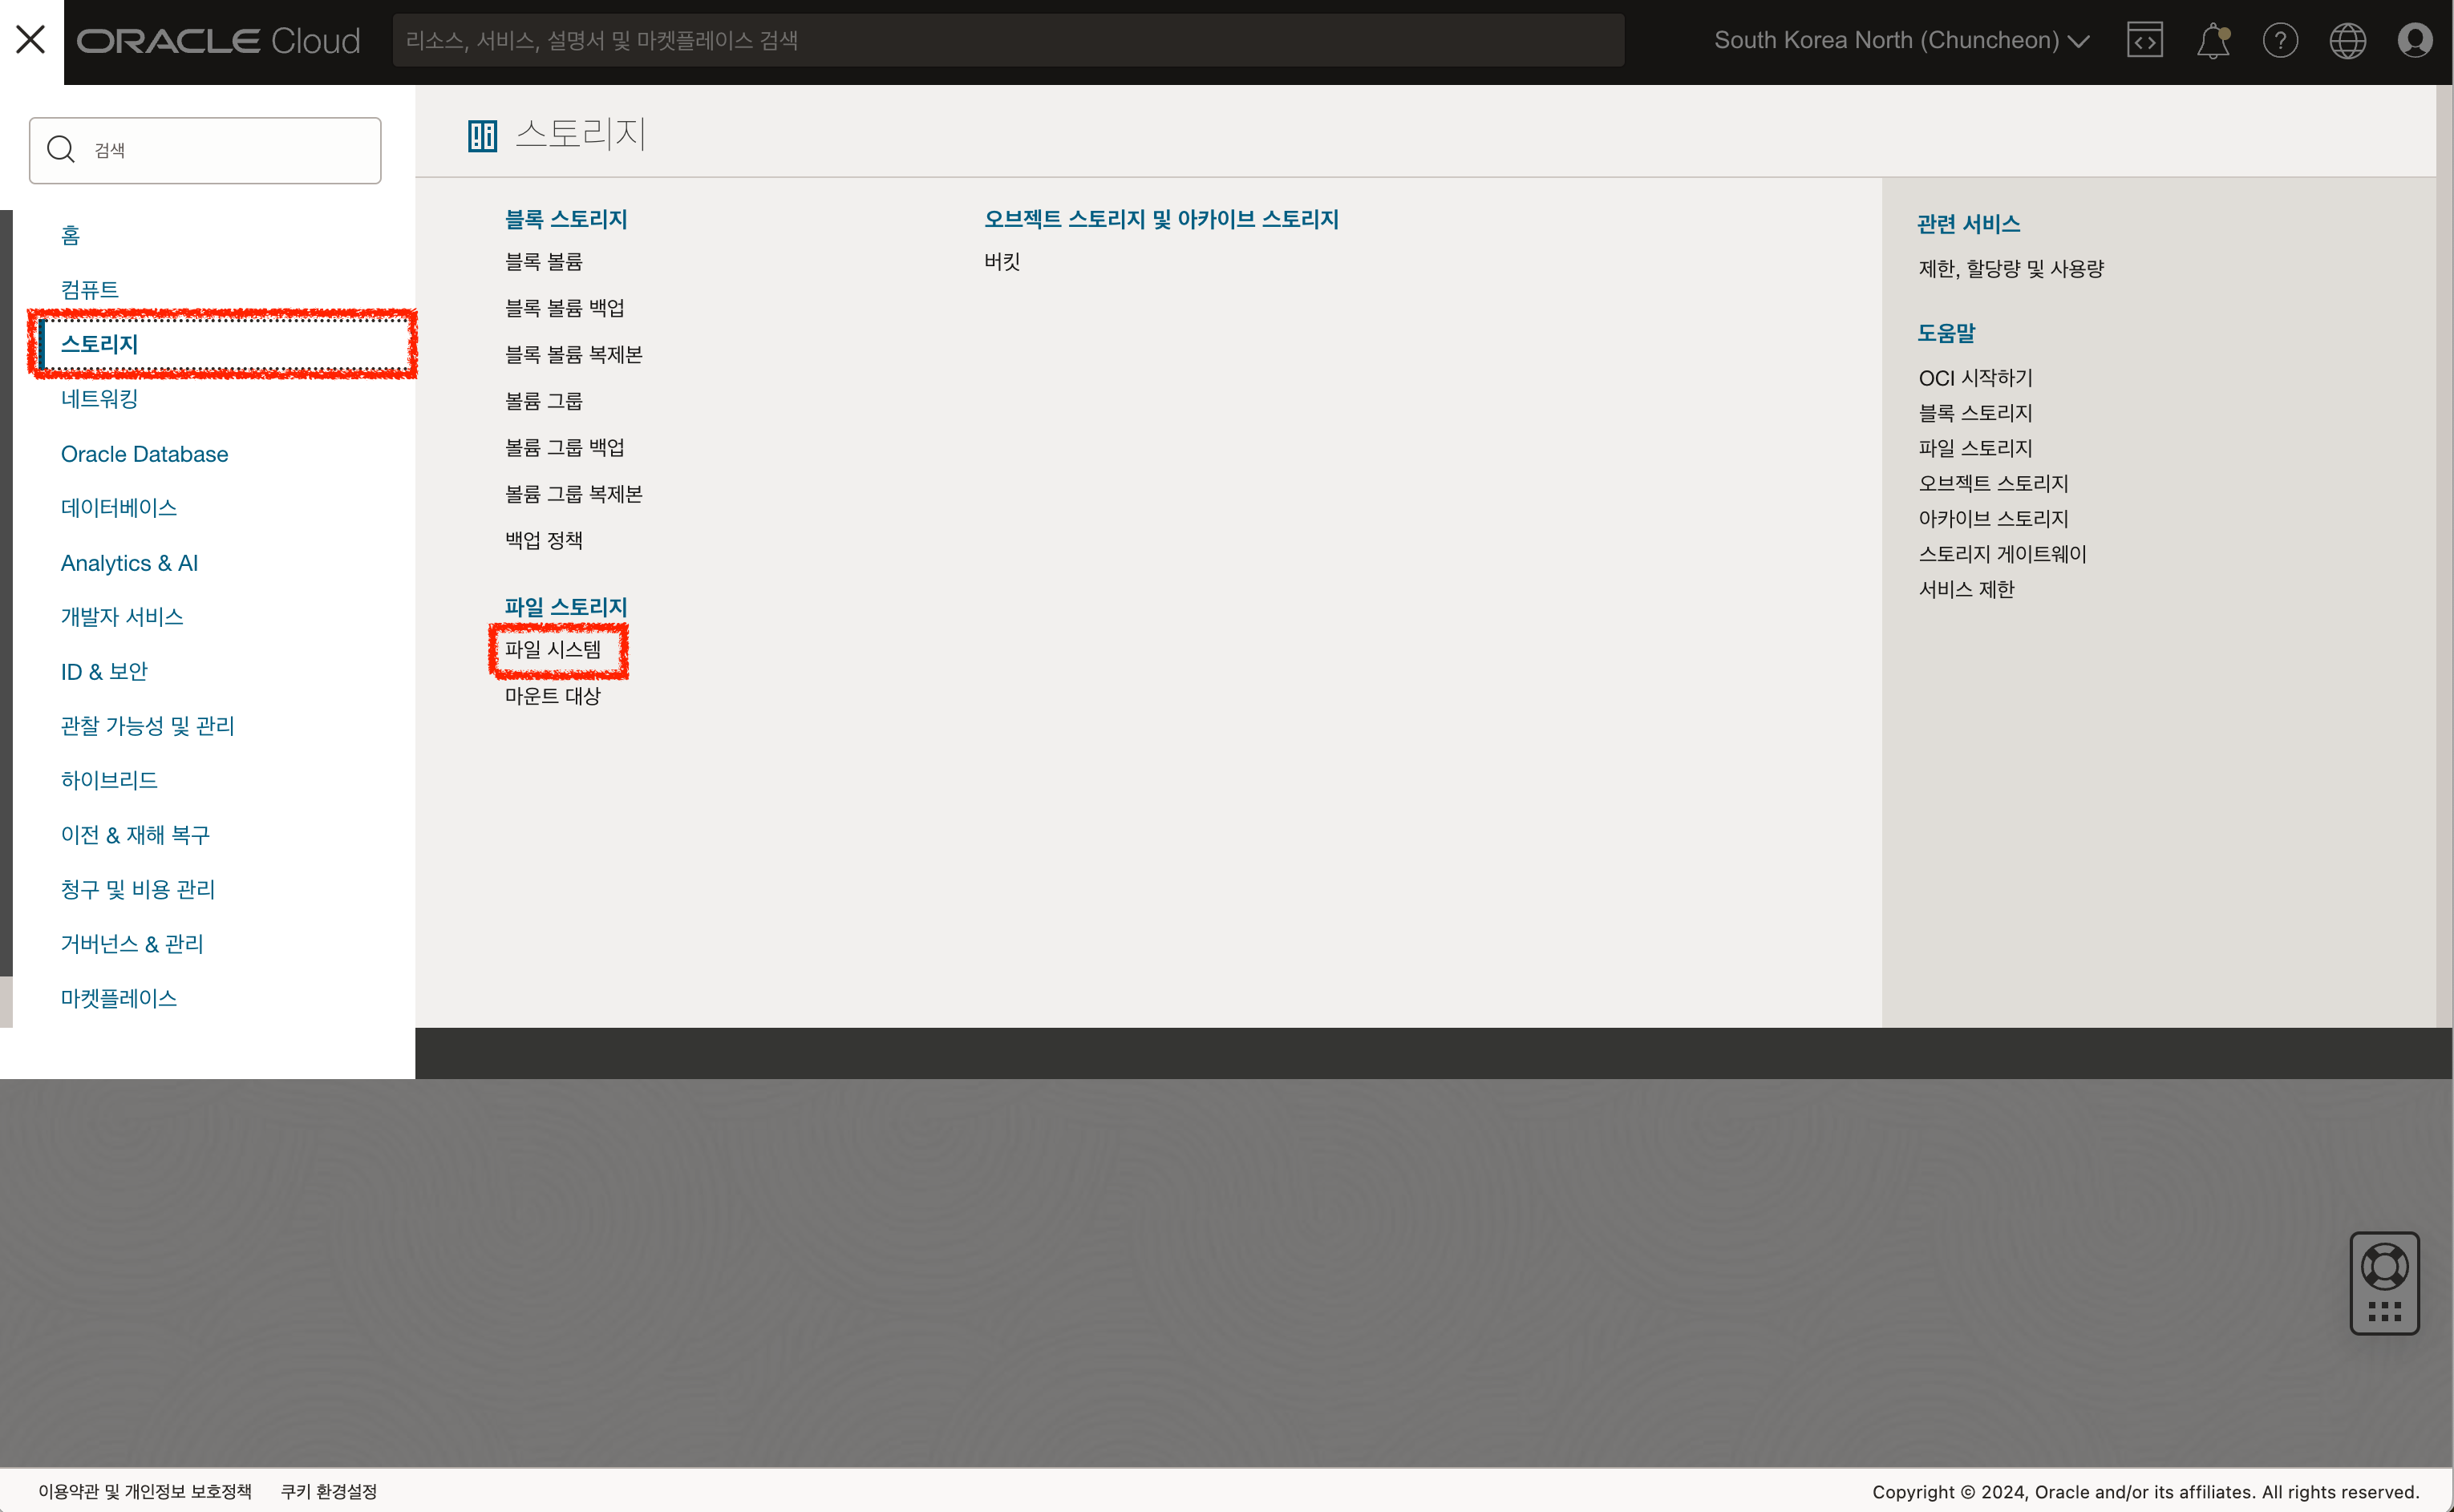 ORACLE Cloud
리소스, 서비스, 설명서 및 마켓플레이스 검색
South Korea North (Chuncheon)
검색
홈
컴퓨트
스토리지
네트워킹
Oracle Database
데이터베이스
Analytics & AI
개발자 서비스
ID & 보안
관찰 가능성 및 관리
하이브리드
이전 & 재해 복구
청구 및 비용 관리
거버넌스 & 관리
마켓플레이스
스토리지
블록 스토리지
블록 볼륨
블록 볼륨 백업
블록 볼륨 복제본
볼륨 그룹
볼륨 그룹 백업
볼륨 그룹 복제본
백업 정책
파일 스토리지
파일 시스템
마운트 대상
오브젝트 스토리지 및 아카이브 스토리지
버킷
관련 서비스
제한, 할당량 및 사용량
도움말
OCI 시작하기
블록 스토리지
파일 스토리지
오브젝트 스토리지
아카이브 스토리지
스토리지 게이트웨이
서비스 제한
이용약관 및 개인정보 보호정책
쿠키 환경설정
Copyright © 2024, Oracle and/or its affiliates. All rights reserved.